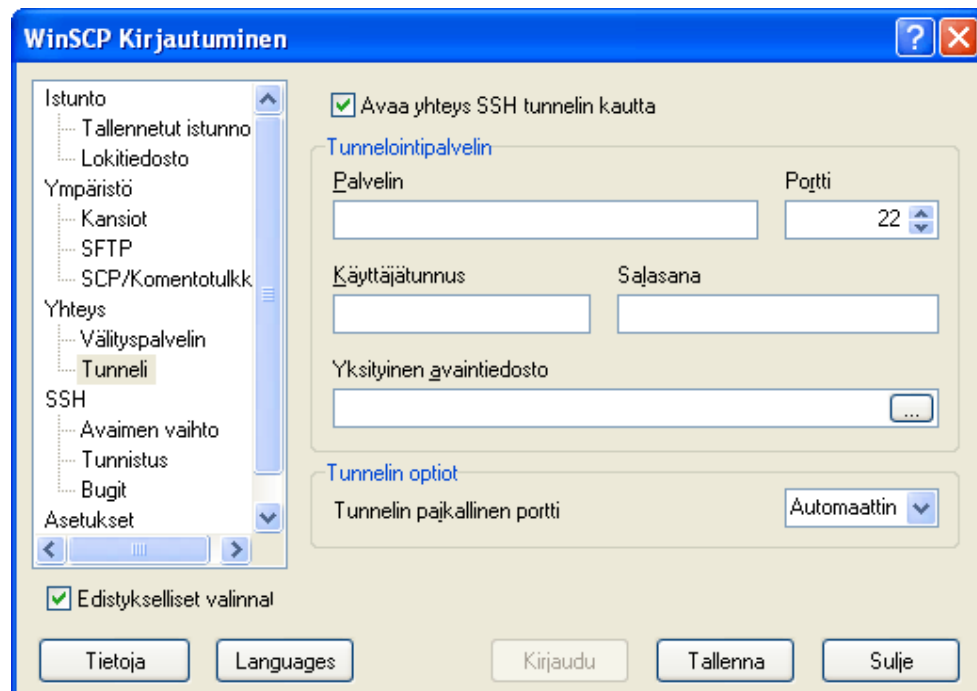 WinSCP Kirjautuminen
Istunto
Tallennetut istunno
Lokitiedosto
Ympäristö
Kansiot
SFTP
SCP/Komentotulkk
Yhteys
Välityspalvelin
Tunneli
SSH
Avaimen vaihto
Tunnistus
Bugit
Asetukset
Edistykselliset valinnat
Avaa yhteys SSH tunnelin kautta
Tunnelointipalvelin
Palvelin
Portti
22
Käyttäjätunnus
Salasana
Yksityinen avaintiedosto
...
Tunnelin optiot
Tunnelin paikallinen portti
Automaattin
Tietoja
Languages
Kirjaudu
Tallenna
Sulje